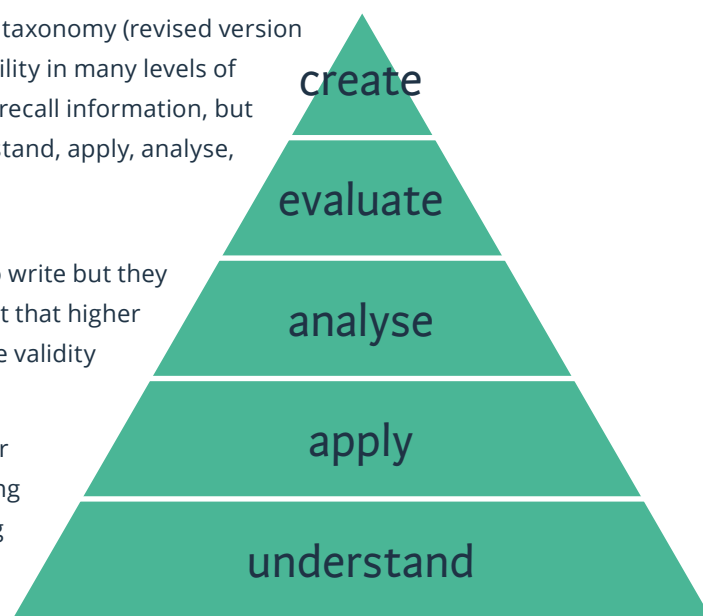 taxonomy (revised version
ility in many levels of
recall information, but
stand, apply, analyse,
o write but they
t that higher
e validity
r
ng
g
create
evaluate
analyse
apply
understand